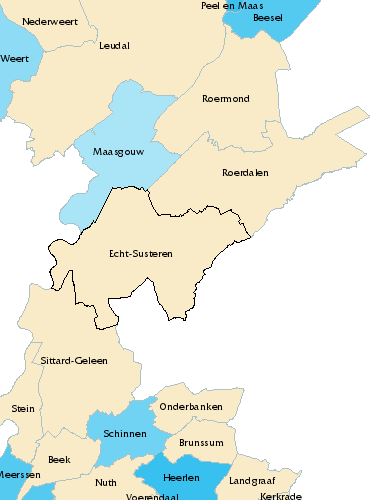 Peel en Maas
Beesel
Nederweert
Leudal
Weert
Roermond
Maasgouw
Roerdalen
Echt-Susteren
Sittard-Geleen
Stein
Onderbanken
Schinnen
Brunssum
Beek
Meerssen
Nuth
Heerlen
Landgraaf
Voerendaal
Kerkrade